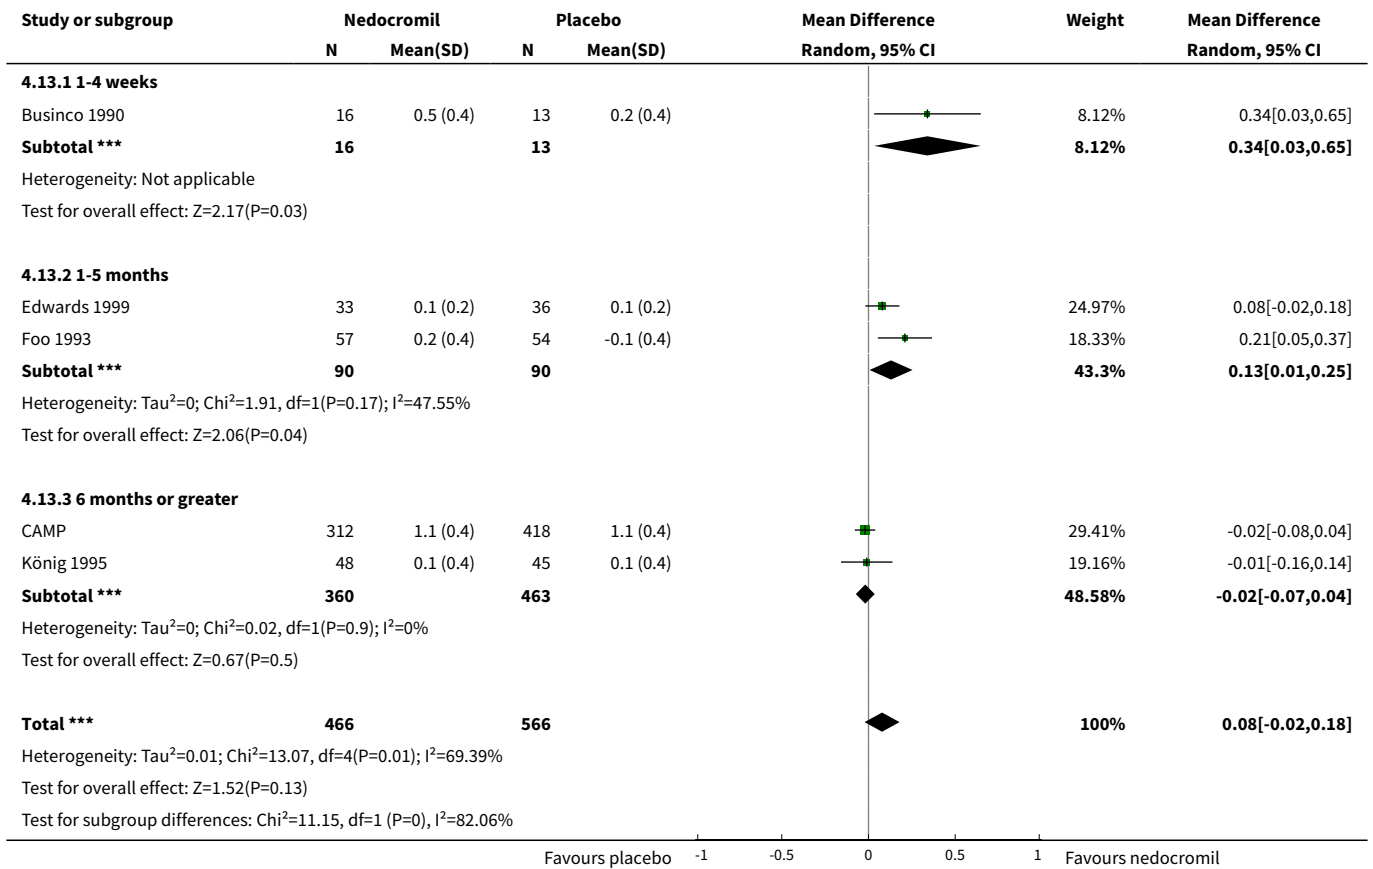 Study or subgroup Nedocromil Placebo Mean Difference Weight Mean Difference
N Mean(SD) N Mean(SD) Random, 95% CI Random, 95% CI
4.13.1 1-4 weeks
Businco 1990 16 0.5 (0.4) 13 0.2 (0.4) 8.12% 0.34[0.03,0.65]
Subtotal *** 16 13 8.12% 0.34[0.03,0.65]
Heterogeneity: Not applicable
Test for overall effect: Z=2.17(P=0.03)
4.13.2 1-5 months
Edwards 1999 33 0.1 (0.2) 36 0.1 (0.2) 24.97% 0.08[-0.02,0.18]
Foo 1993 57 0.2 (0.4) 54 -0.1 (0.4) 18.33% 0.21[0.05,0.37]
Subtotal *** 90 90 43.3% 0.13[0.01,0.25]
Heterogeneity: Tau²=0; Chi²=1.91, df=1(P=0.17); I²=47.55%
Test for overall effect: Z=2.06(P=0.04)
4.13.3 6 months or greater
CAMP 312 1.1 (0.4) 418 1.1 (0.4) 29.41% -0.02[-0.08,0.04]
König 1995 48 0.1 (0.4) 45 0.1 (0.4) 19.16% -0.01[-0.16,0.14]
Subtotal *** 360 463 48.58% -0.02[-0.07,0.04]
Heterogeneity: Tau²=0; Chi²=0.02, df=1(P=0.9); I²=0%
Test for overall effect: Z=0.67(P=0.5)
Total *** 466 566 100% 0.08[-0.02,0.18]
Heterogeneity: Tau²=0.01; Chi²=13.07, df=4(P=0.01); I²=69.39%
Test for overall effect: Z=1.52(P=0.13)
Test for subgroup differences: Chi²=11.15, df=1 (P=0), I²=82.06%
Favours placebo -1 -0.5 0 0.5 1 Favours nedocromil